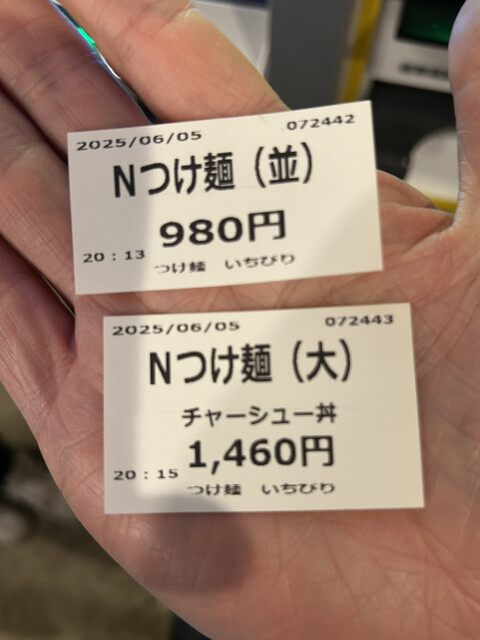 2025/06/05 072442
Nつけ麺（並）
980円
20：13
つけ麺 いちびり
2025/06/05 072443
Nつけ麺（大）
チャーシュー丼
1,460円
20：15
つけ麺 いちびり